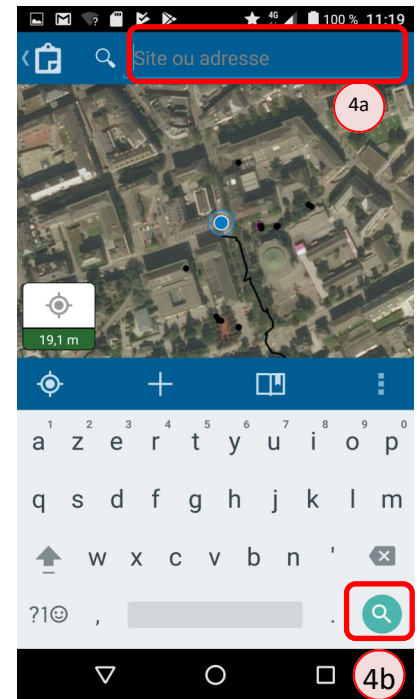 4G 100 % 11:19
Site ou adresse
4a
19,1 m
1 2 3 4 5 6 7 8 9 0
a z e r t y u i o p
q s d f g h j k l m
w x c v b n '
?1☺ , .
4b